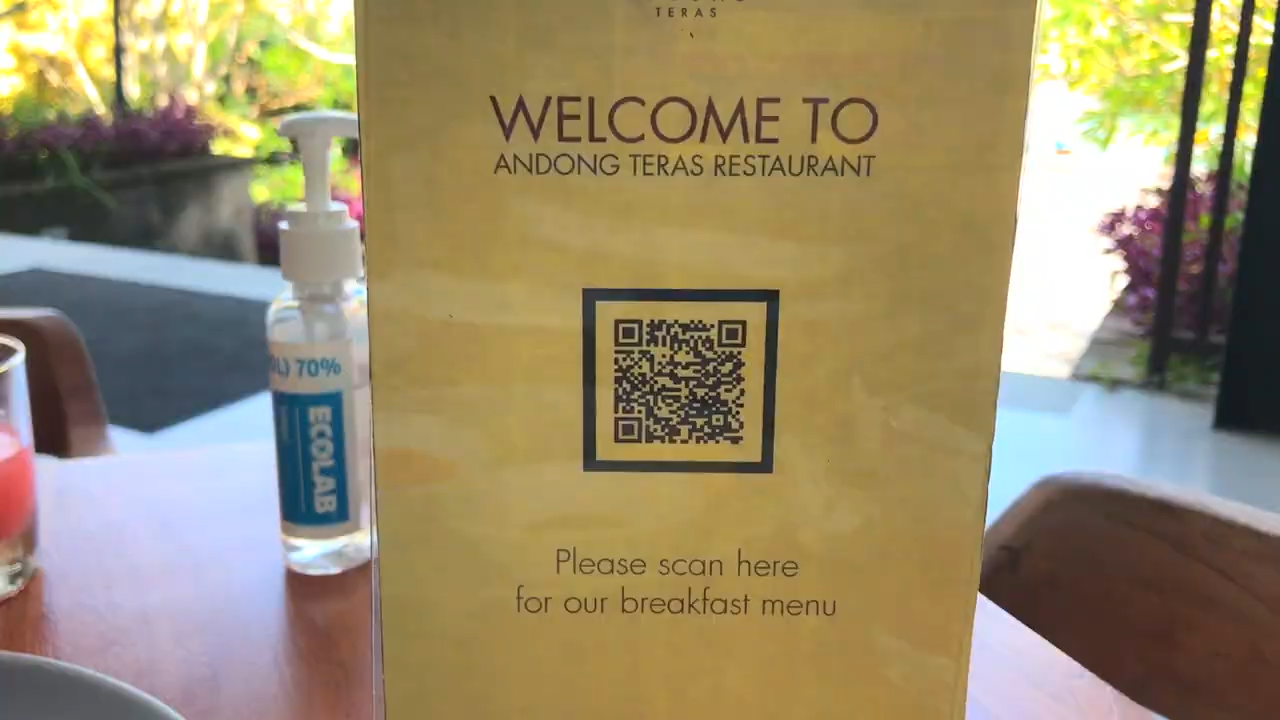 TERAS
WELCOME TO
ANDONG TERAS RESTAURANT
70%
ECOLAB
Please scan here
for our breakfast menu